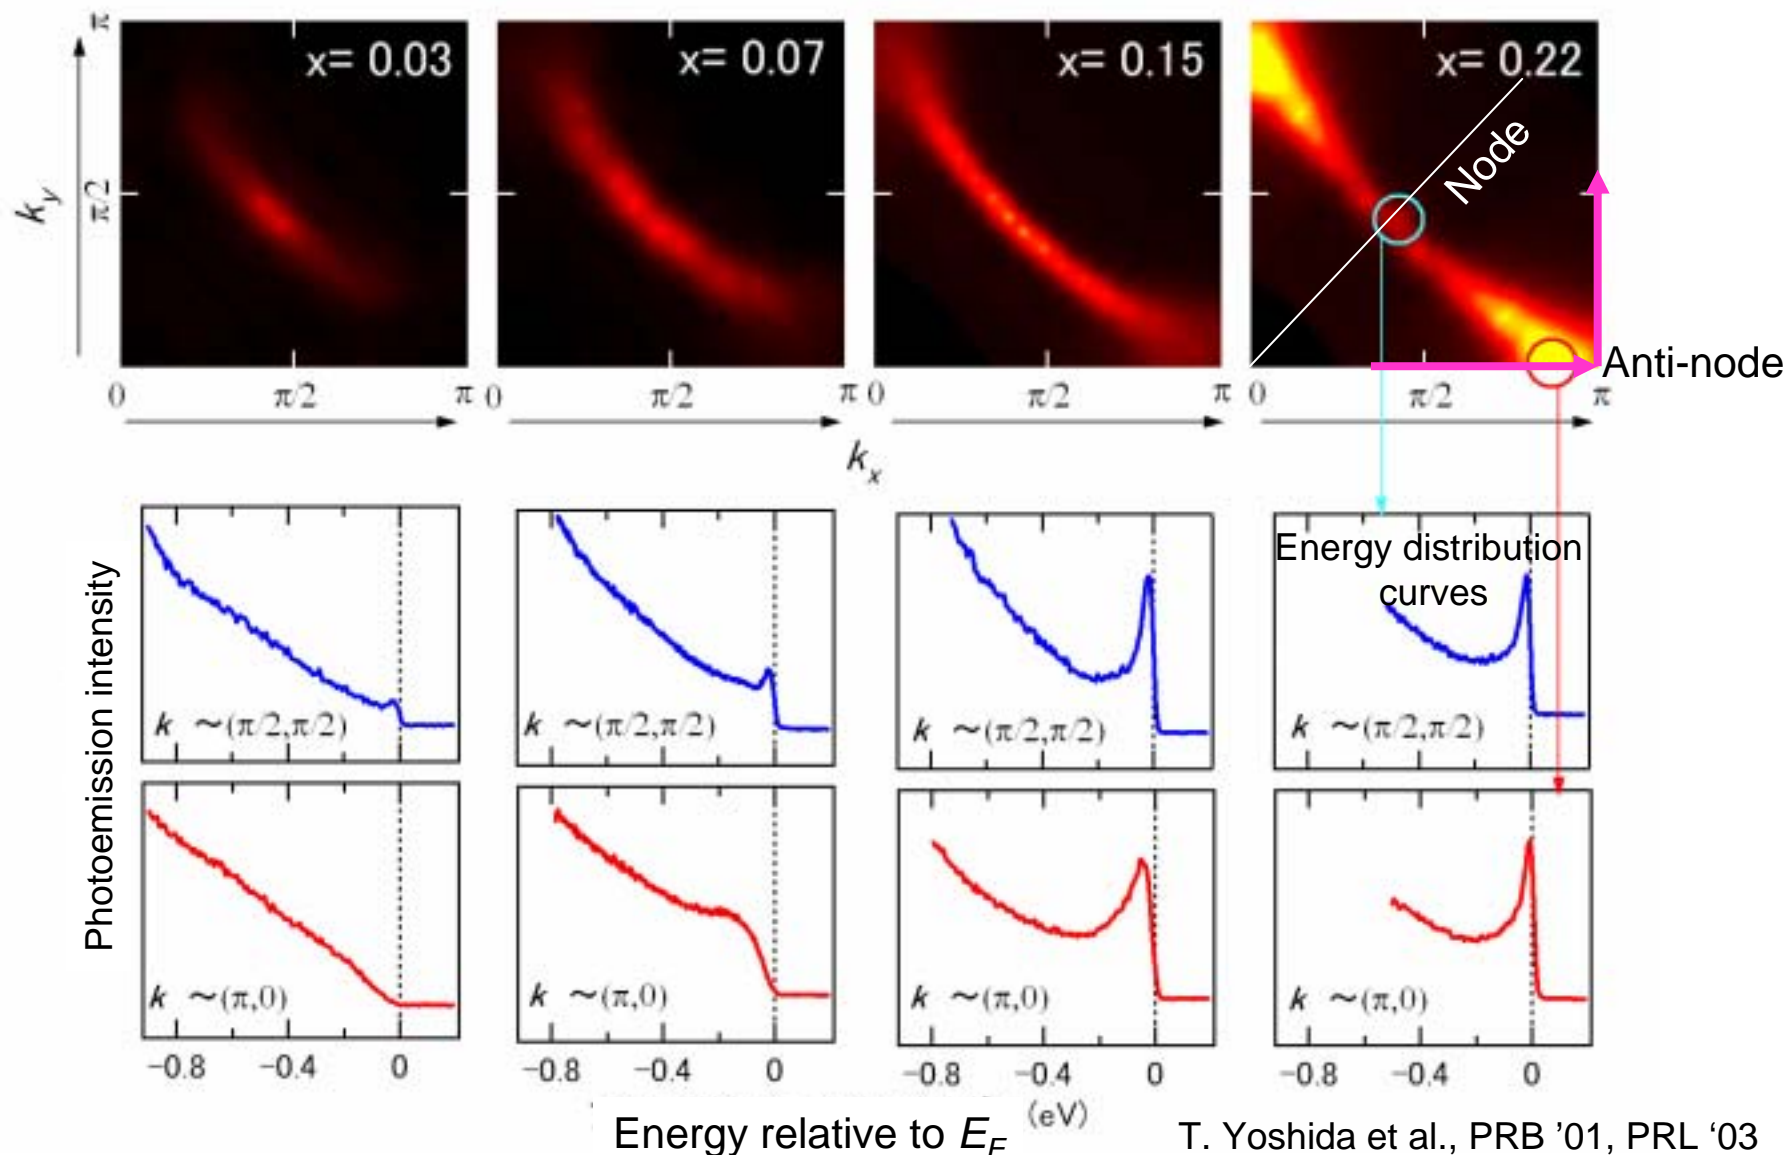 x= 0.03
x= 0.07
x= 0.15
x= 0.22
Node
Anti-node
π
π/2
k_y
0 π/2 π
0 π/2 π
0 π/2 π
0 π/2 π
k_x
Energy distribution
curves
Photoemission intensity
k ~(π/2,π/2)
k ~(π/2,π/2)
k ~(π/2,π/2)
k ~(π/2,π/2)
k ~(π,0)
k ~(π,0)
k ~(π,0)
k ~(π,0)
−0.8 −0.4 0
−0.8 −0.4 0
−0.8 −0.4 0
−0.8 −0.4 0
Energy relative to E_F (eV)
T. Yoshida et al., PRB ’01, PRL ‘03